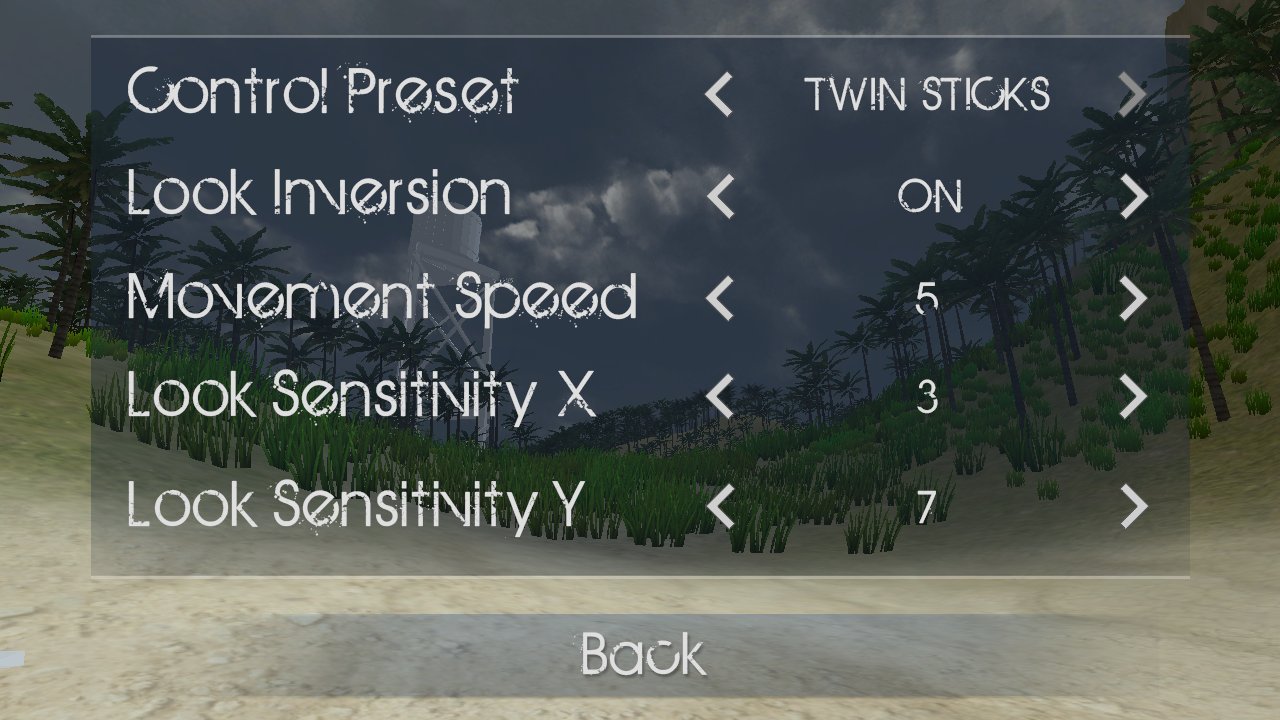 Control Preset TWIN STICKS
Look Inversion ON
Movement Speed 5
Look Sensitivity X 3
Look Sensitivity Y 7
Back